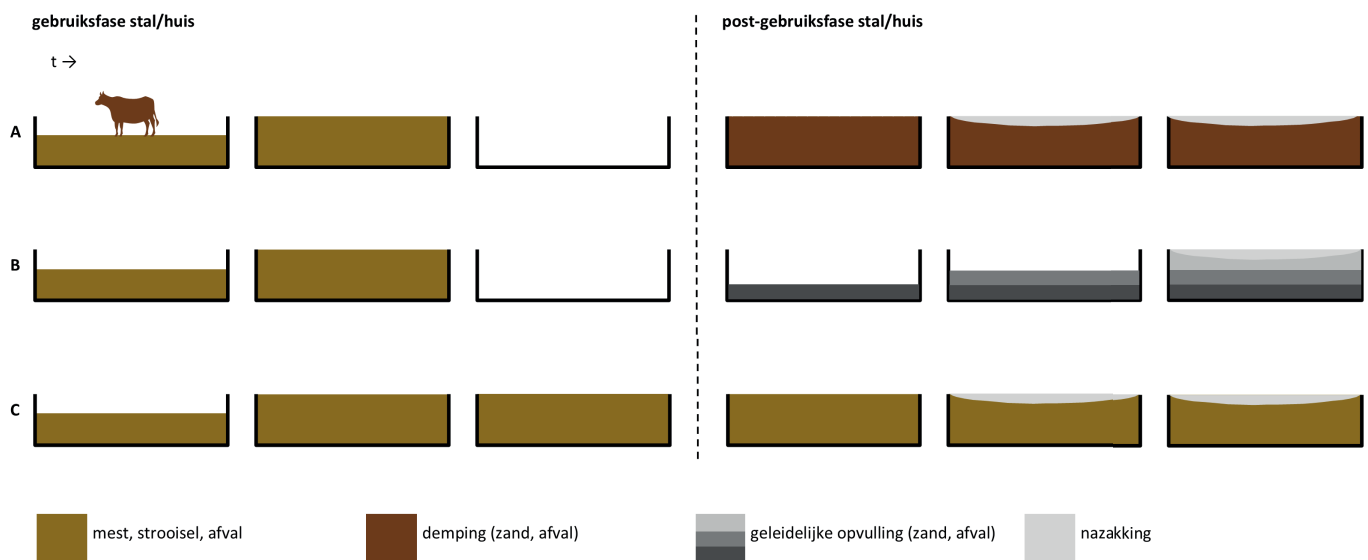 gebruiksfase stal/huis
post-gebruiksfase stal/huis
t →
A
B
C
mest, strooisel, afval
demping (zand, afval)
geleidelijke opvulling (zand, afval)
nazakking